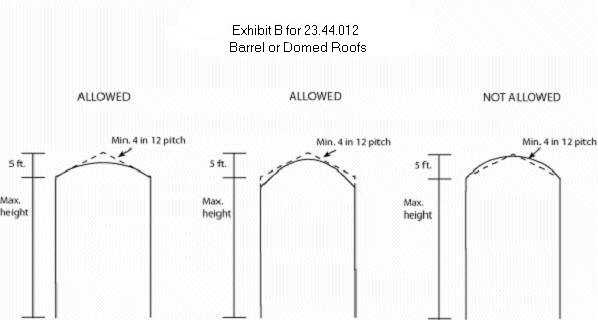 Exhibit B for 23.44.012
Barrel or Domed Roofs
ALLOWED
ALLOWED
NOT ALLOWED
Min. 4 in 12 pitch
Min. 4 in 12 pitch
Min. 4 in 12 pitch
5 ft.
5 ft.
5 ft.
Max.
height
Max.
height
Max.
height